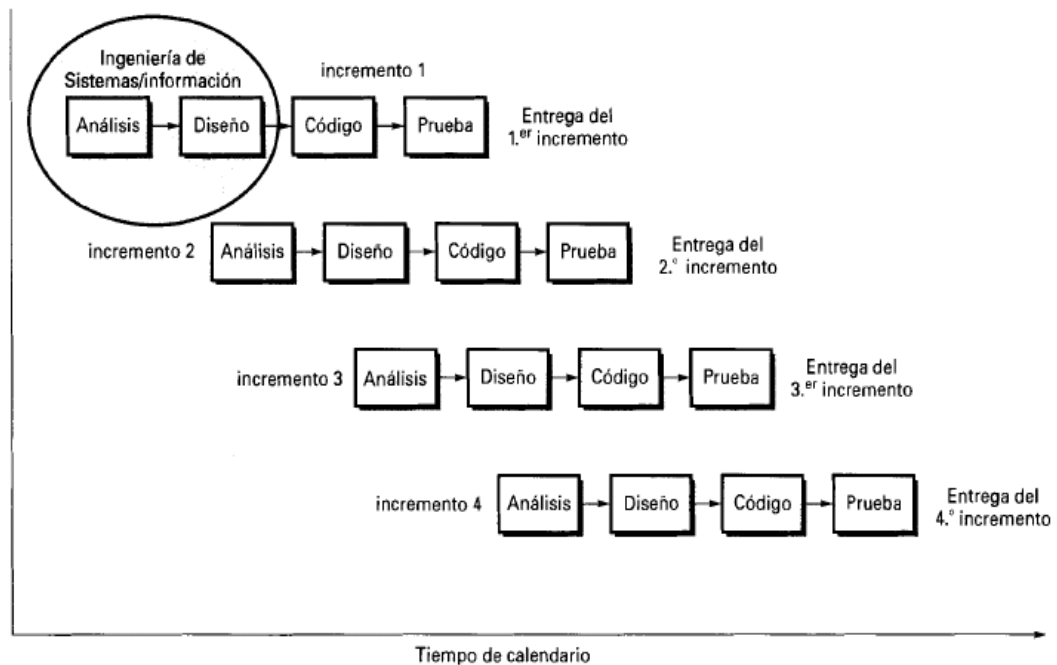 Ingeniería de
Sistemas/información
incremento 1
Análisis
Diseño
Código
Prueba
Entrega del
1.er incremento
incremento 2
Análisis
Diseño
Código
Prueba
Entrega del
2.° incremento
incremento 3
Análisis
Diseño
Código
Prueba
Entrega del
3.er incremento
incremento 4
Análisis
Diseño
Código
Prueba
Entrega del
4.° incremento
Tiempo de calendario